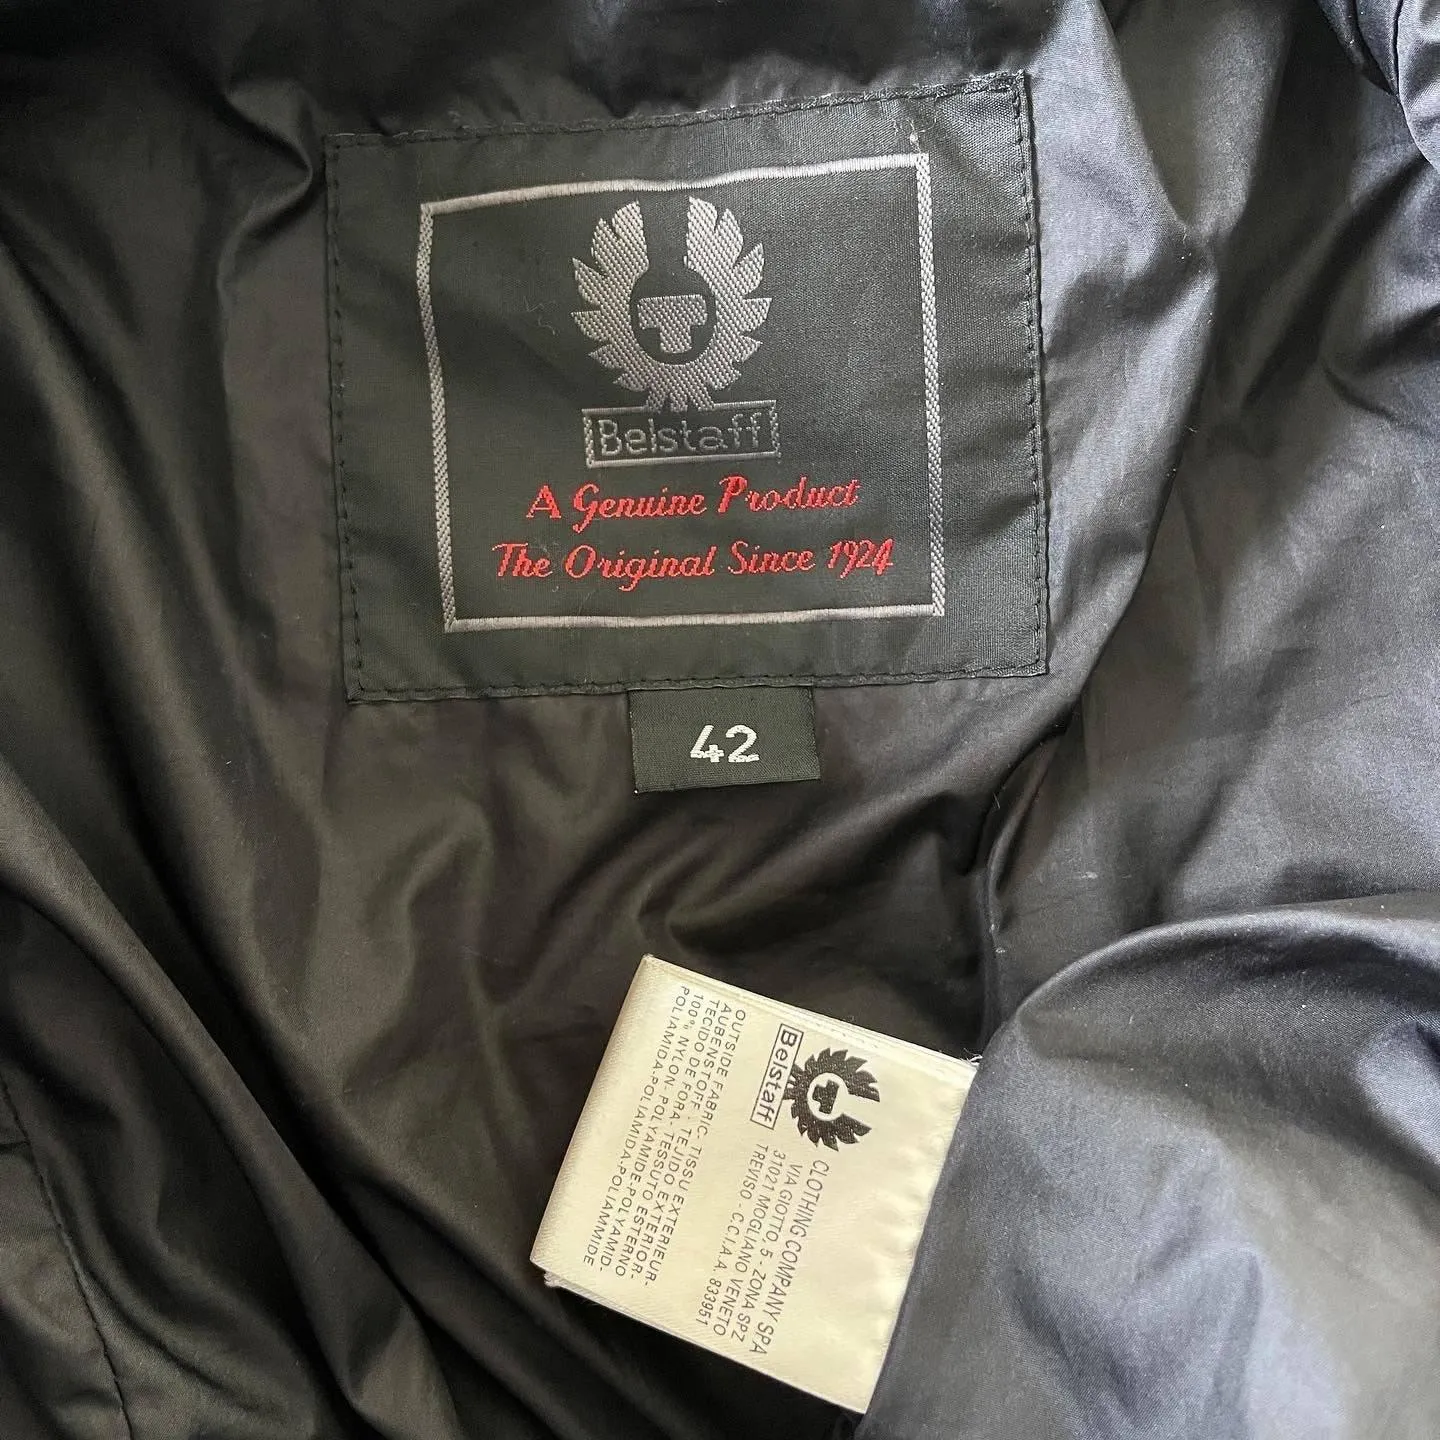 Belstaff
A Genuine Product
The Original Since 1924
42
Belstaff
CLOTHING COMPANY SPA
VIA GIOTTO, 5 - ZONA SPZ
31021 MOGLIANO VENETO
TREVISO - C.C.I.A.A. 833951
OUTSIDE FABRIC-TISSU EXTERIEUR-
AUBENSTOFF-TEJIDO EXTERIOR-
TECIDO DE FORA-TESSUTO ESTERNO
100% NYLON-POLYAMIDE-POLYAMID-
POLIAMIDA-POLIAMIDA-POLIAMMIDE